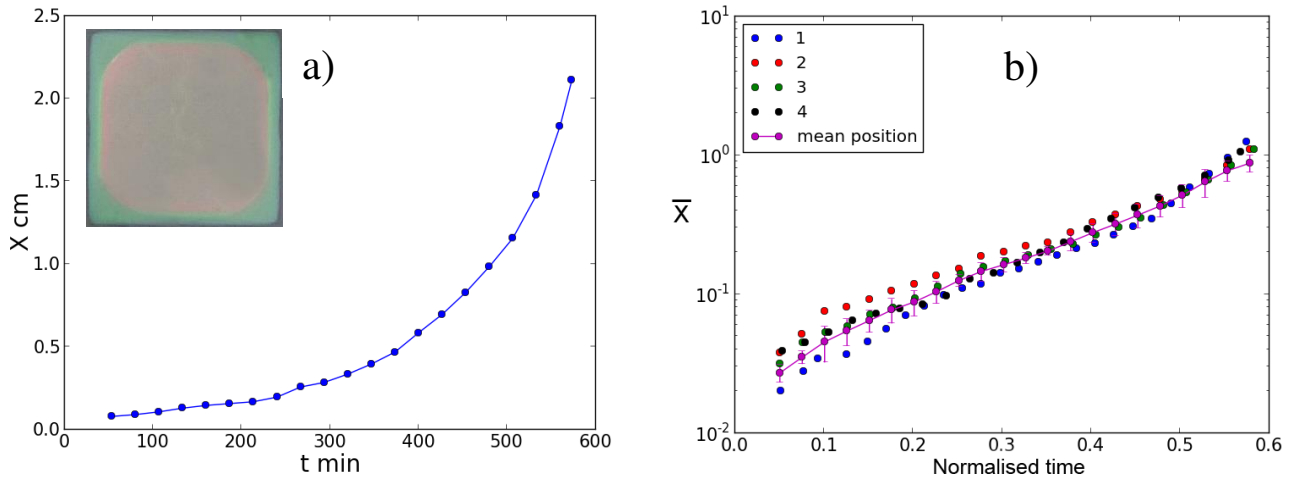 a)
2.5
2.0
1.5
1.0
0.5
0.0
X cm
0 100 200 300 400 500 600
t min
b)
1
2
3
4
mean position
10^1
10^0
10^-1
10^-2
X̅
0.0 0.1 0.2 0.3 0.4 0.5 0.6
Normalised time